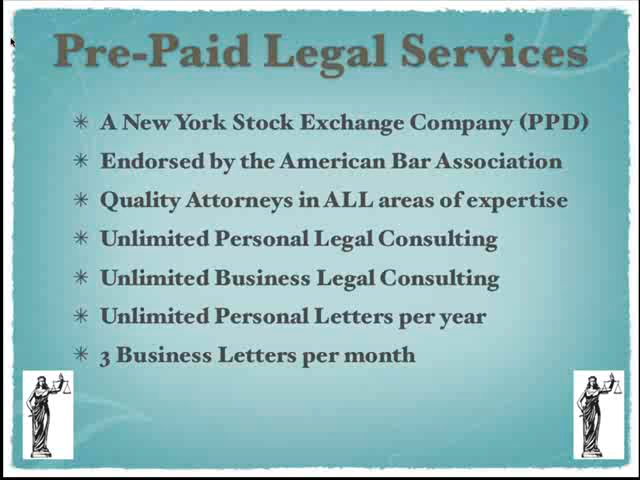 Pre-Paid Legal Services
A New York Stock Exchange Company (PPD)
Endorsed by the American Bar Association
Quality Attorneys in ALL areas of expertise
Unlimited Personal Legal Consulting
Unlimited Business Legal Consulting
Unlimited Personal Letters per year
3 Business Letters per month